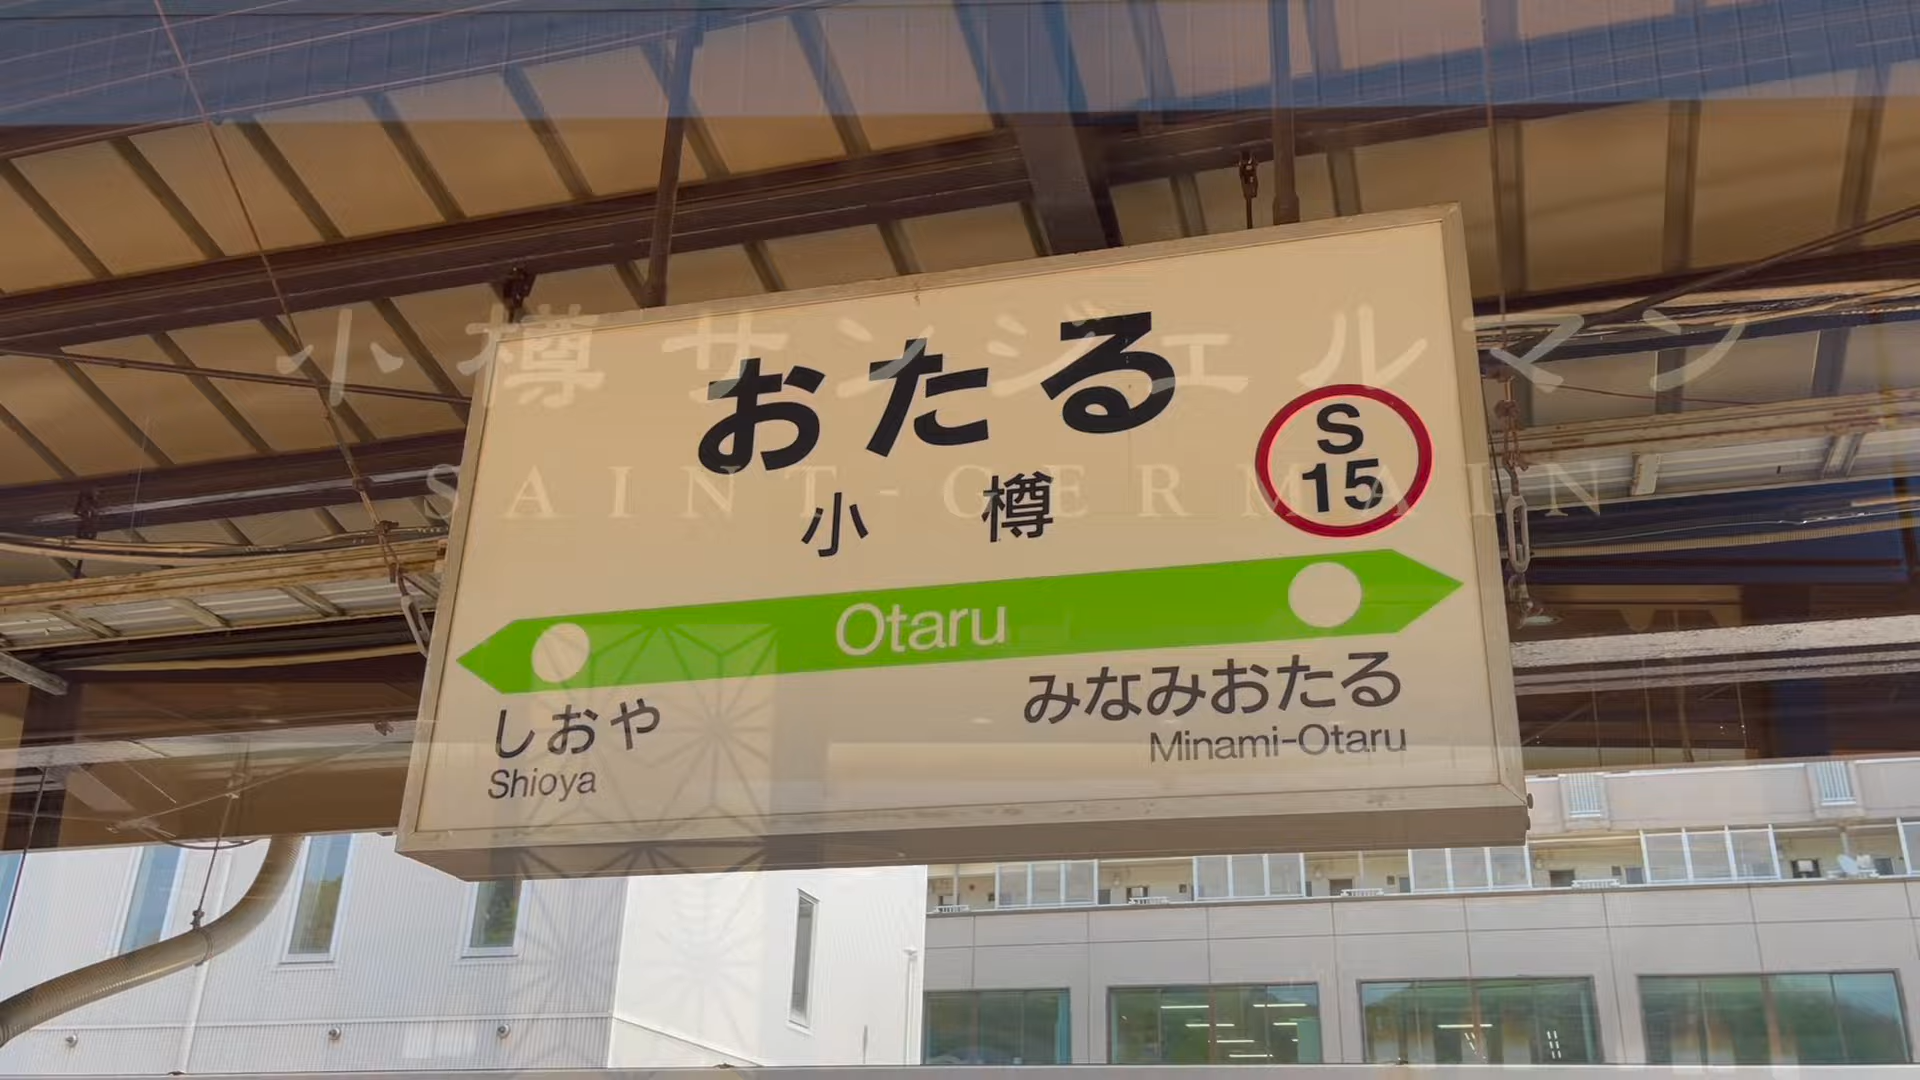 小樽サンジェルマン
SAINT-GERMAIN
おたる
小樽
S
15
Otaru
しおや
Shioya
みなみおたる
Minami-Otaru